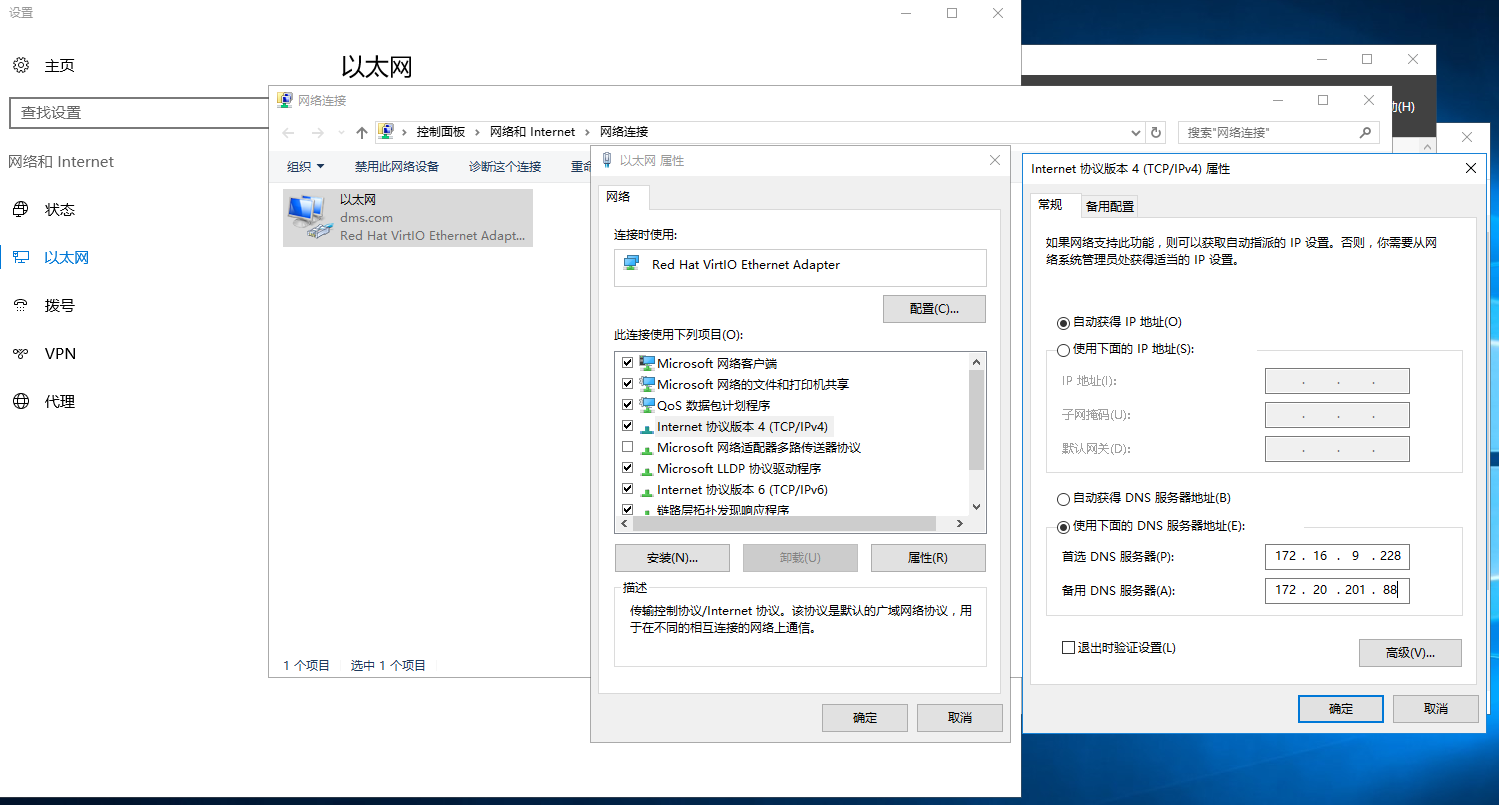 设置
主页
以太网
查找设置
网络和 Internet
状态
以太网
拨号
VPN
代理
网络连接
控制面板 网络和 Internet 网络连接
搜索"网络连接"
组织 禁用此网络设备 诊断这个连接 重命
以太网
dms.com
Red Hat VirtIO Ethernet Adapt...
1 个项目 选中 1 个项目
以太网 属性
网络
连接时使用:
Red Hat VirtIO Ethernet Adapter
配置(C)...
此连接使用下列项目(O):
Microsoft 网络客户端
Microsoft 网络的文件和打印机共享
QoS 数据包计划程序
Internet 协议版本 4 (TCP/IPv4)
Microsoft 网络适配器多路传送器协议
Microsoft LLDP 协议驱动程序
Internet 协议版本 6 (TCP/IPv6)
链路层拓扑发现响应程序
安装(N)... 卸载(U) 属性(R)
描述
传输控制协议/Internet 协议。该协议是默认的广域网络协议，用
于在不同的相互连接的网络上通信。
确定 取消
(H)
Internet 协议版本 4 (TCP/IPv4) 属性
常规 备用配置
如果网络支持此功能，则可以获取自动指派的 IP 设置。否则，你需要从网
络系统管理员处获得适当的 IP 设置。
自动获得 IP 地址(O)
使用下面的 IP 地址(S):
IP 地址(I): . . .
子网掩码(U): . . .
默认网关(D): . . .
自动获得 DNS 服务器地址(B)
使用下面的 DNS 服务器地址(E):
首选 DNS 服务器(P): 172 . 16 . 9 . 228
备用 DNS 服务器(A): 172 . 20 . 201 . 88
退出时验证设置(L)
高级(V)...
确定 取消